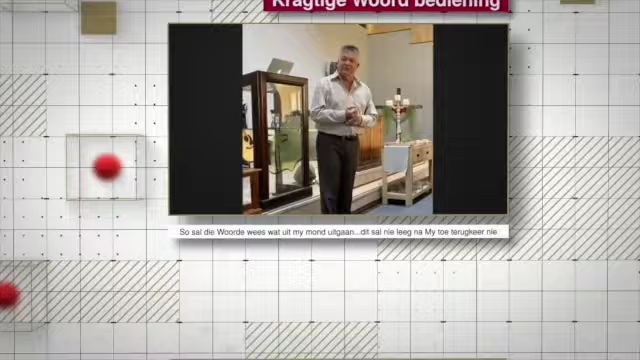 Kragtige Woord bediening
So sal die Woorde wees wat uit my mond uitgaan...dit sal nie leeg na My toe terugkeer nie